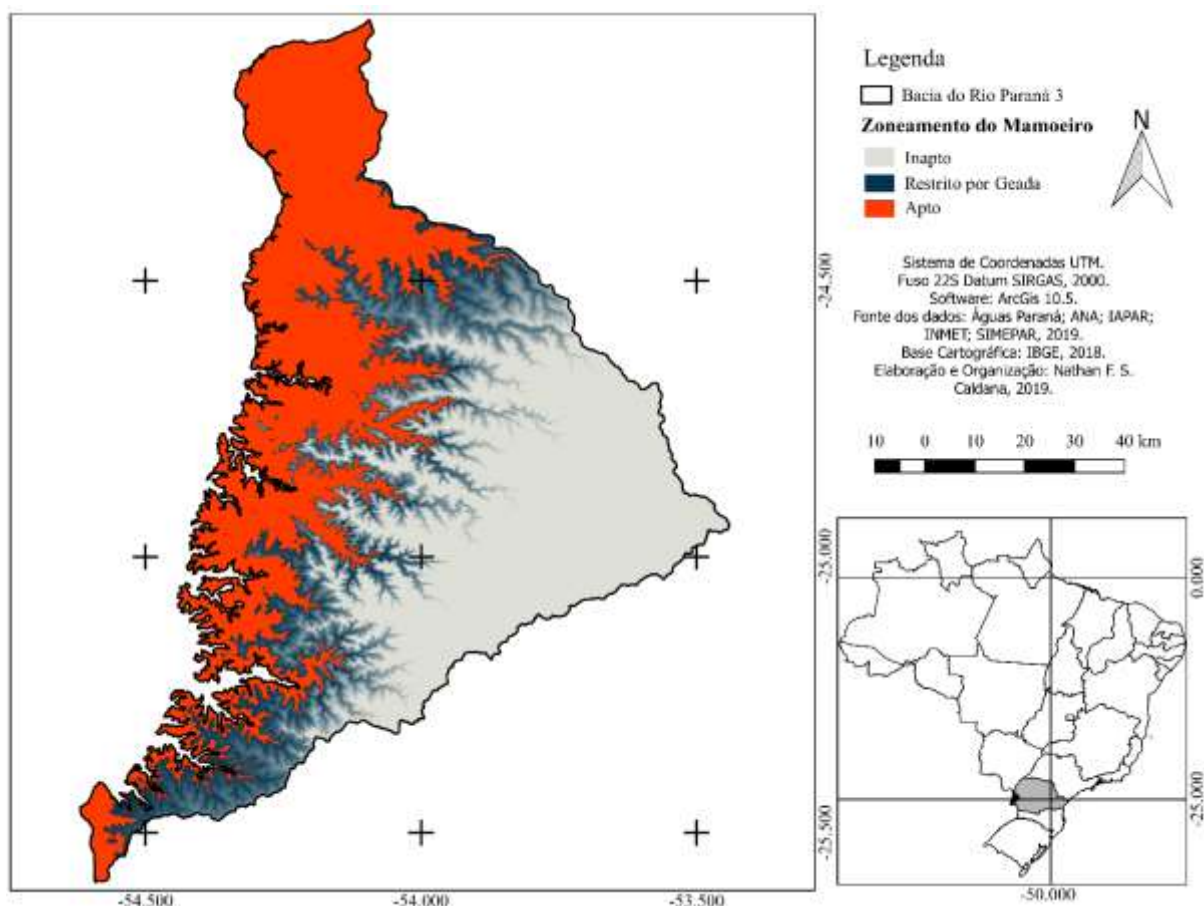 Legenda
Bacia do Rio Paraná 3
Zoneamento do Mamoeiro
Inapto
Restrito por Geada
Apto
N
Sistema de Coordenadas UTM.
Fuso 22S Datum SIRGAS, 2000.
Software: ArcGis 10.5.
Fonte dos dados: Águas Paraná; ANA; IAPAR;
INMET; SIMEPAR, 2019.
Base Cartográfica: IBGE, 2018.
Elaboração e Organização: Nathan F. S.
Caldana, 2019.
10 0 10 20 30 40 km
-24.500
-25.000
-25.500
-54.500 -54.000 -53.500
0.000
-25.000
-50.000